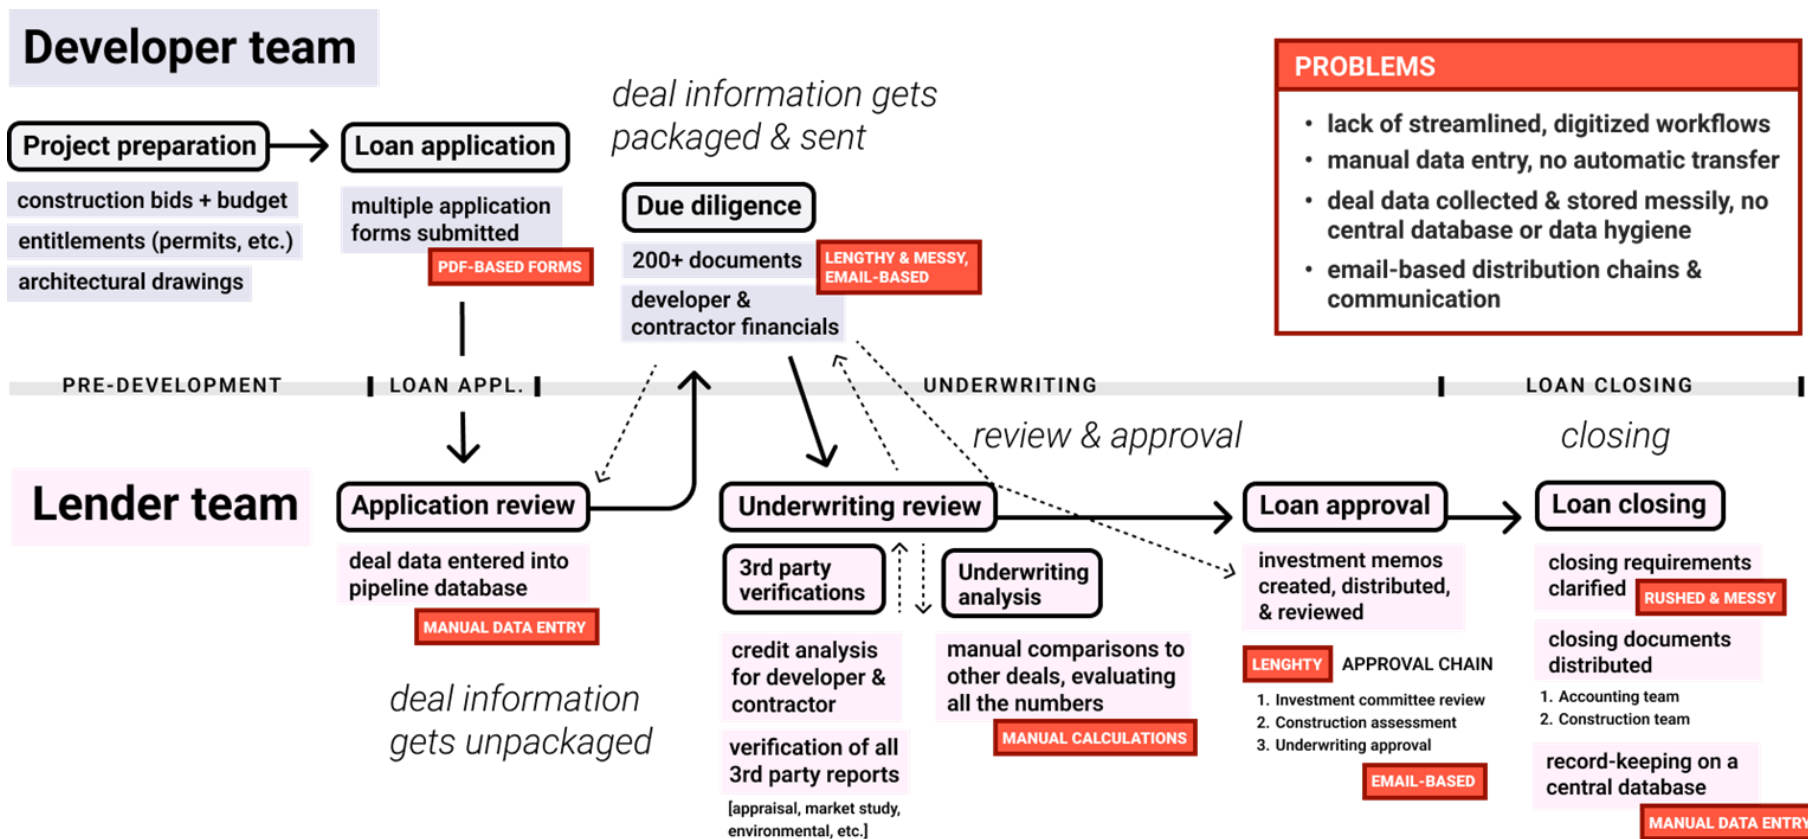 Developer team
Project preparation
construction bids + budget
entitlements (permits, etc.)
architectural drawings
Loan application
multiple application
forms submitted
PDF-BASED FORMS
deal information gets
packaged & sent
Due diligence
200+ documents
LENGTHY & MESSY,
EMAIL-BASED
developer &
contractor financials
PROBLEMS
• lack of streamlined, digitized workflows
• manual data entry, no automatic transfer
• deal data collected & stored messily, no
central database or data hygiene
• email-based distribution chains &
communication
PRE-DEVELOPMENT
LOAN APPL.
UNDERWRITING
LOAN CLOSING
review & approval
closing
Lender team
Application review
deal data entered into
pipeline database
MANUAL DATA ENTRY
deal information
gets unpackaged
Underwriting review
3rd party
verifications
credit analysis
for developer &
contractor
verification of all
3rd party reports
[appraisal, market study,
environmental, etc.]
Underwriting
analysis
manual comparisons to
other deals, evaluating
all the numbers
MANUAL CALCULATIONS
Loan approval
investment memos
created, distributed,
& reviewed
LENGHTY APPROVAL CHAIN
1. Investment committee review
2. Construction assessment
3. Underwriting approval
EMAIL-BASED
Loan closing
closing requirements
clarified
RUSHED & MESSY
closing documents
distributed
1. Accounting team
2. Construction team
record-keeping on a
central database
MANUAL DATA ENTRY